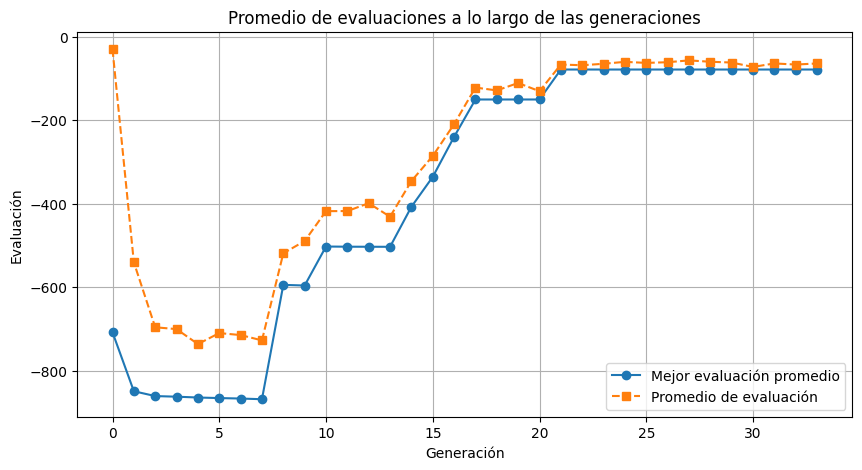 Promedio de evaluaciones a lo largo de las generaciones
Evaluación
0
−200
−400
−600
−800
0
5
10
15
20
25
30
Generación
Mejor evaluación promedio
Promedio de evaluación